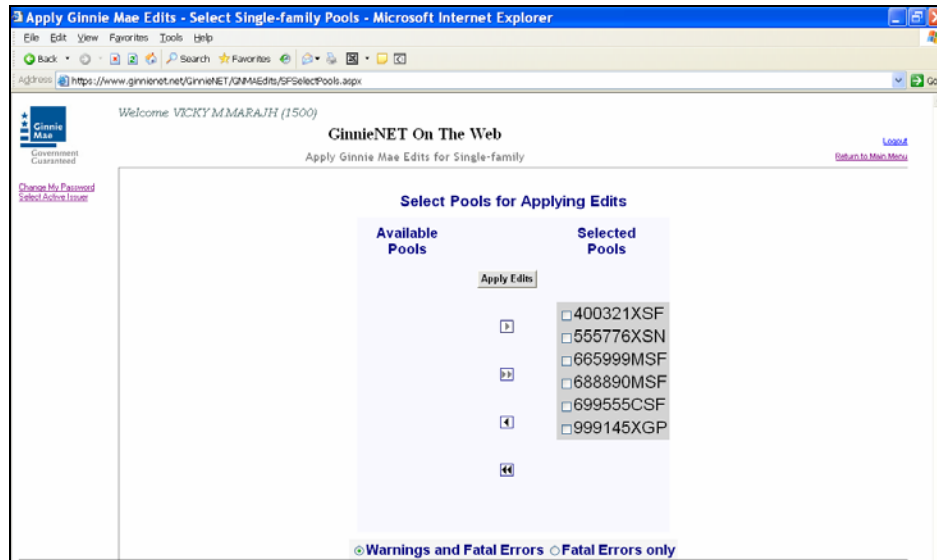 Apply Ginnie Mae Edits - Select Single-family Pools - Microsoft Internet Explorer
File Edit View Favorites Tools Help
Back Search Favorites
Address https://www.ginnienet.net/GinnieNET/GNMAEdits/SFSelectPools.aspx Go
Welcome VICKY M MARAJH (1500)
Ginnie Mae
Government Guaranteed
GinnieNET On The Web
Logout
Apply Ginnie Mae Edits for Single-family
Return to Main Menu
Change My Password
Select Active Issuer
Select Pools for Applying Edits
Available Pools
Selected Pools
Apply Edits
400321XSF
555776XSN
665999MSF
688890MSF
699555CSF
999145XGP
Warnings and Fatal Errors Fatal Errors only